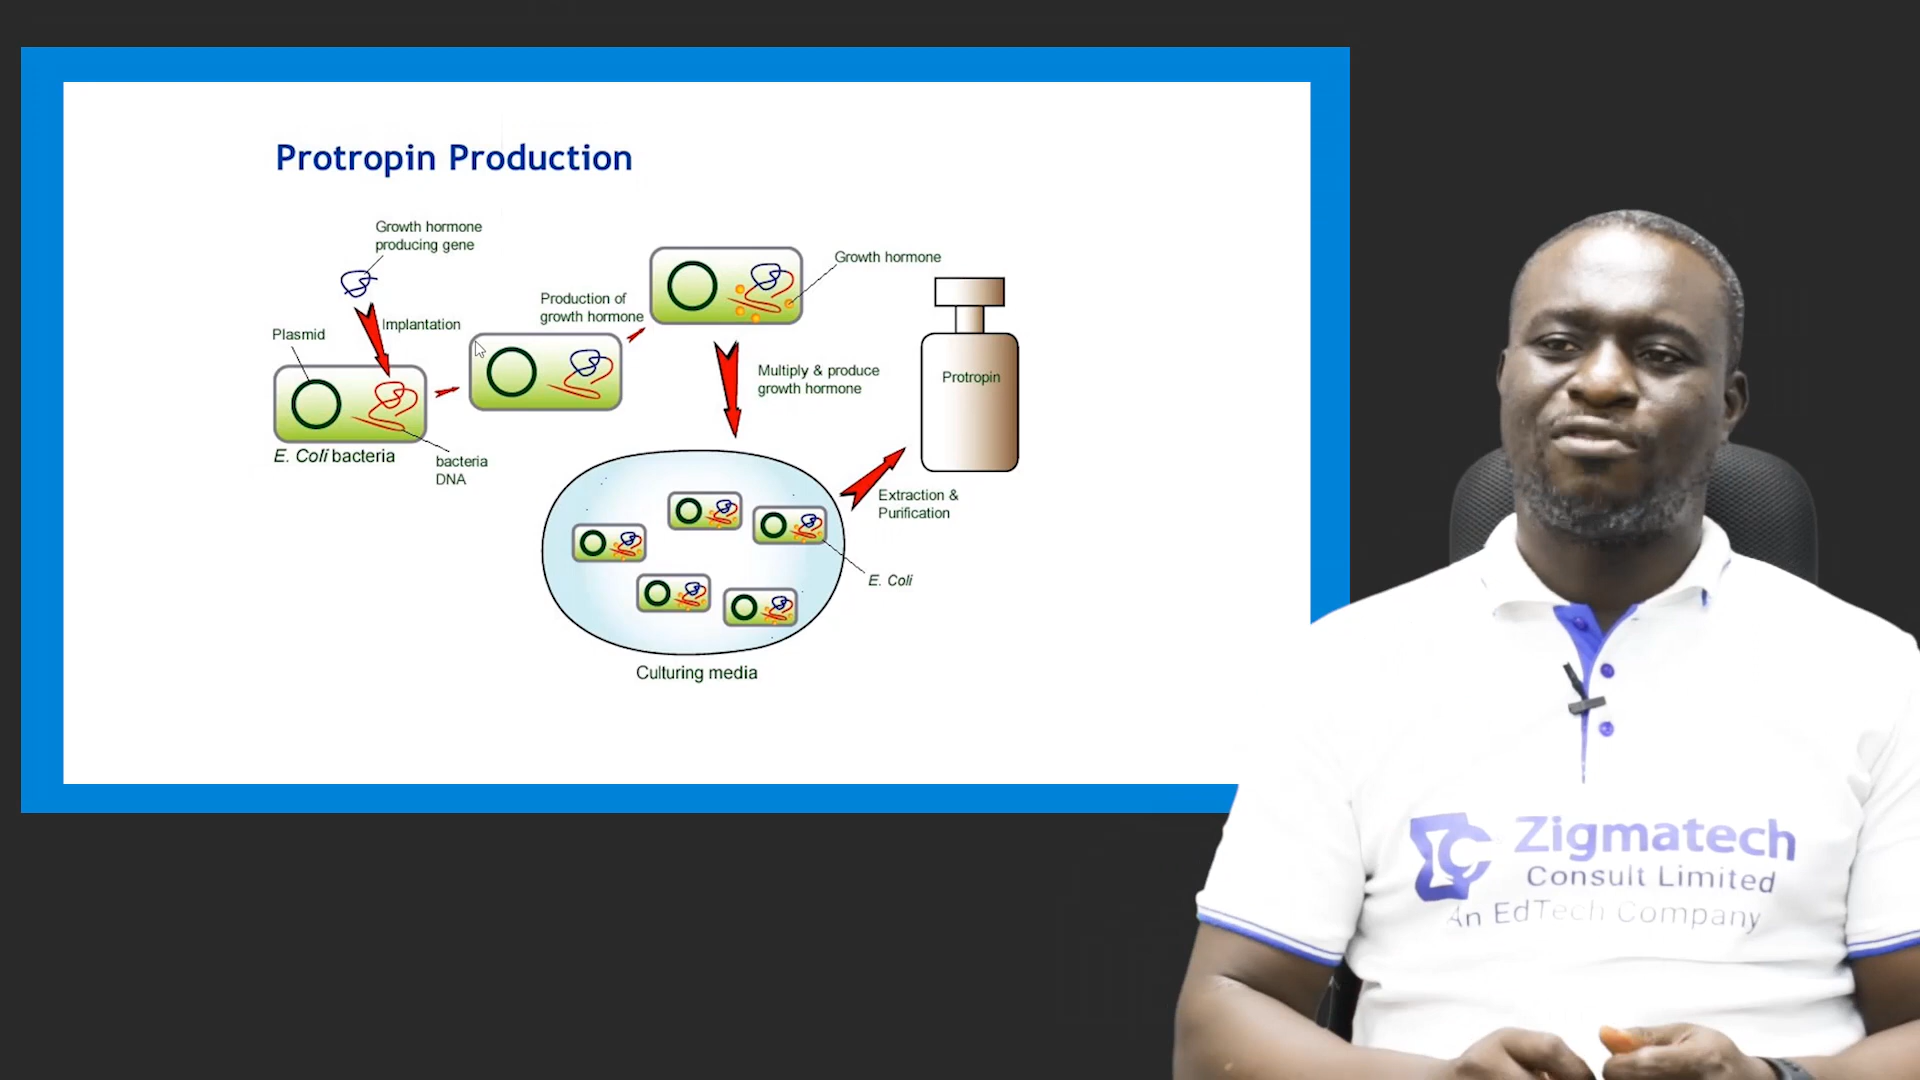 Protropin Production
Growth hormone
producing gene
Growth hormone
Production of
growth hormone
Implantation
Plasmid
Multiply & produce
growth hormone
Protropin
E. Coli bacteria
bacteria
DNA
Extraction &
Purification
E. Coli
Culturing media
Zigmatech
Consult Limited
An EdTech Company